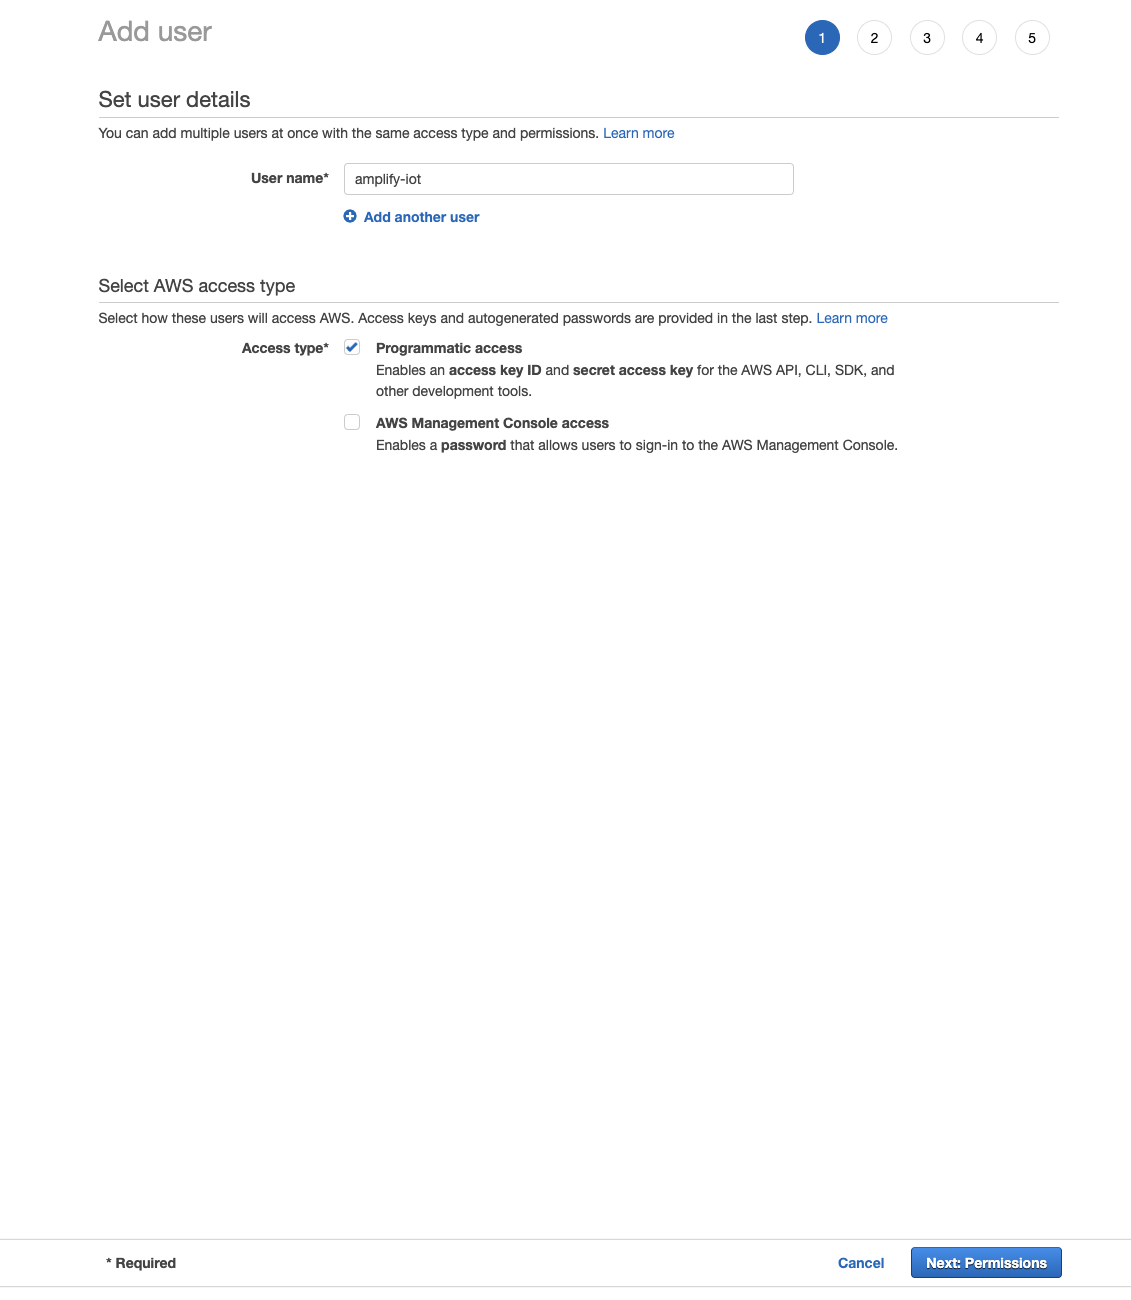 Add user
1 2 3 4 5
Set user details
You can add multiple users at once with the same access type and permissions. Learn more
User name* amplify-iot
Add another user
Select AWS access type
Select how these users will access AWS. Access keys and autogenerated passwords are provided in the last step. Learn more
Access type* Programmatic access
Enables an access key ID and secret access key for the AWS API, CLI, SDK, and
other development tools.
AWS Management Console access
Enables a password that allows users to sign-in to the AWS Management Console.
* Required Cancel Next: Permissions